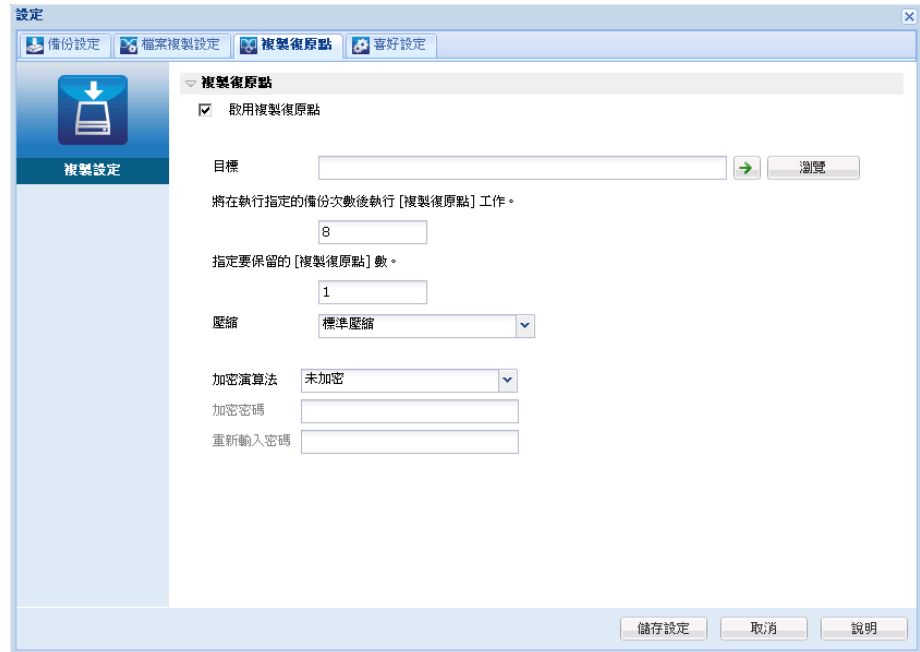 設定
備份設定 檔案複製設定 複製復原點 喜好設定
複製設定
複製復原點
啟用複製復原點
目標 瀏覽
將在執行指定的備份次數後執行 [複製復原點] 工作。
8
指定要保留的 [複製復原點] 數。
1
壓縮 標準壓縮
加密演算法 未加密
加密密碼
重新輸入密碼
儲存設定 取消 說明